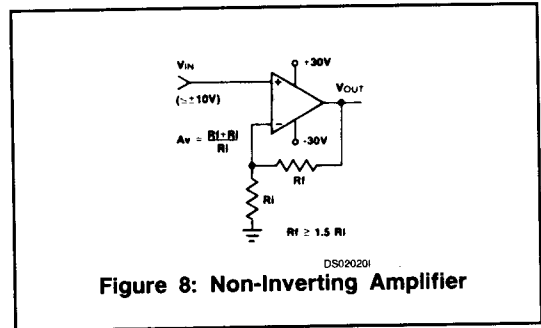 +30V
VIN
VOUT
(≥±10V)
+
−
Av = Rf+Ri
Ri
-30V
Rf
Ri
Rf ≥ 1.5 Ri
DS02020I
Figure 8: Non-Inverting Amplifier